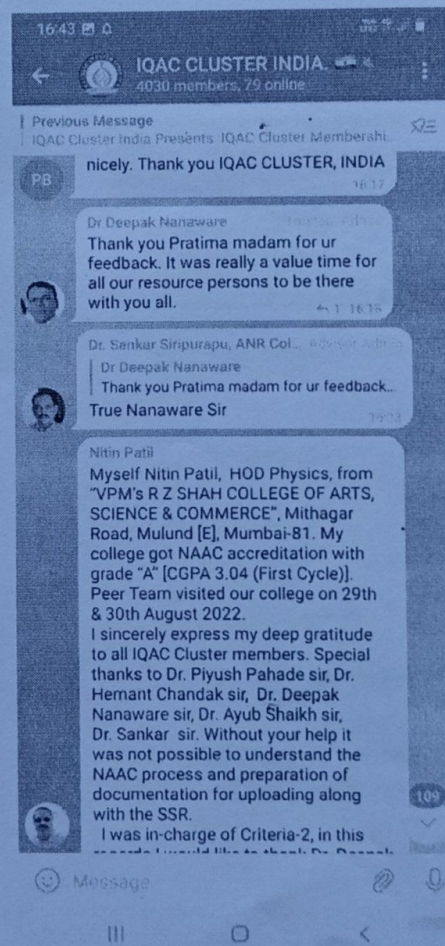 16:43
IQAC CLUSTER INDIA.
4030 members, 79 online
Previous Message
IQAC Cluster India Presents IQAC Cluster Membershi..
PB
nicely. Thank you IQAC CLUSTER, INDIA
16:17
Dr Deepak Nanaware
Thank you Pratima madam for ur
feedback. It was really a value time for
all our resource persons to be there
with you all.
1 16:18
Dr. Sankar Siripurapu, ANR Col... Advisor Admin
Dr Deepak Nanaware
Thank you Pratima madam for ur feedback...
True Nanaware Sir
Nitin Patil
Myself Nitin Patil, HOD Physics, from
"VPM's R Z SHAH COLLEGE OF ARTS,
SCIENCE & COMMERCE", Mithagar
Road, Mulund [E], Mumbai-81. My
college got NAAC accreditation with
grade "A" [CGPA 3.04 (First Cycle)].
Peer Team visited our college on 29th
& 30th August 2022.
I sincerely express my deep gratitude
to all IQAC Cluster members. Special
thanks to Dr. Piyush Pahade sir, Dr.
Hemant Chandak sir, Dr. Deepak
Nanaware sir, Dr. Ayub Shaikh sir,
Dr. Sankar sir. Without your help it
was not possible to understand the
NAAC process and preparation of
documentation for uploading along
with the SSR.
I was in-charge of Criteria-2, in this
109
Message